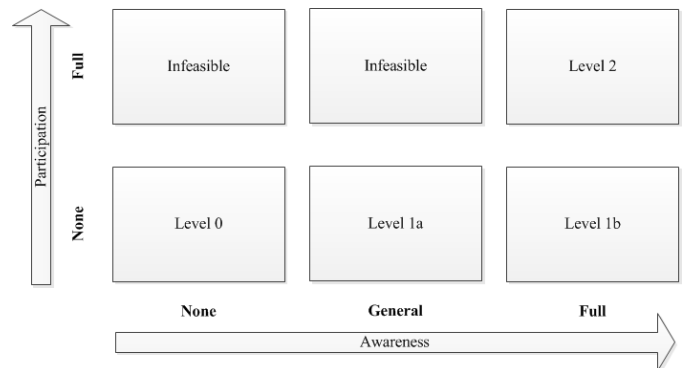 Participation
Full
Infeasible
Infeasible
Level 2
None
Level 0
Level 1a
Level 1b
None
General
Full
Awareness